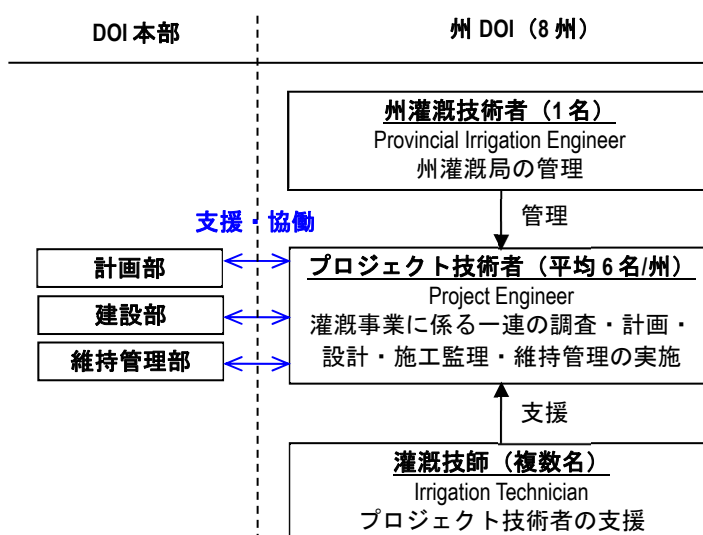 DOI 本部
州 DOI（8 州）
州灌漑技術者（1 名）
Provincial Irrigation Engineer
州灌漑局の管理
管理
支援・協働
計画部
建設部
維持管理部
プロジェクト技術者（平均 6 名/州）
Project Engineer
灌漑事業に係る一連の調査・計画・
設計・施工監理・維持管理の実施
支援
灌漑技師（複数名）
Irrigation Technician
プロジェクト技術者の支援